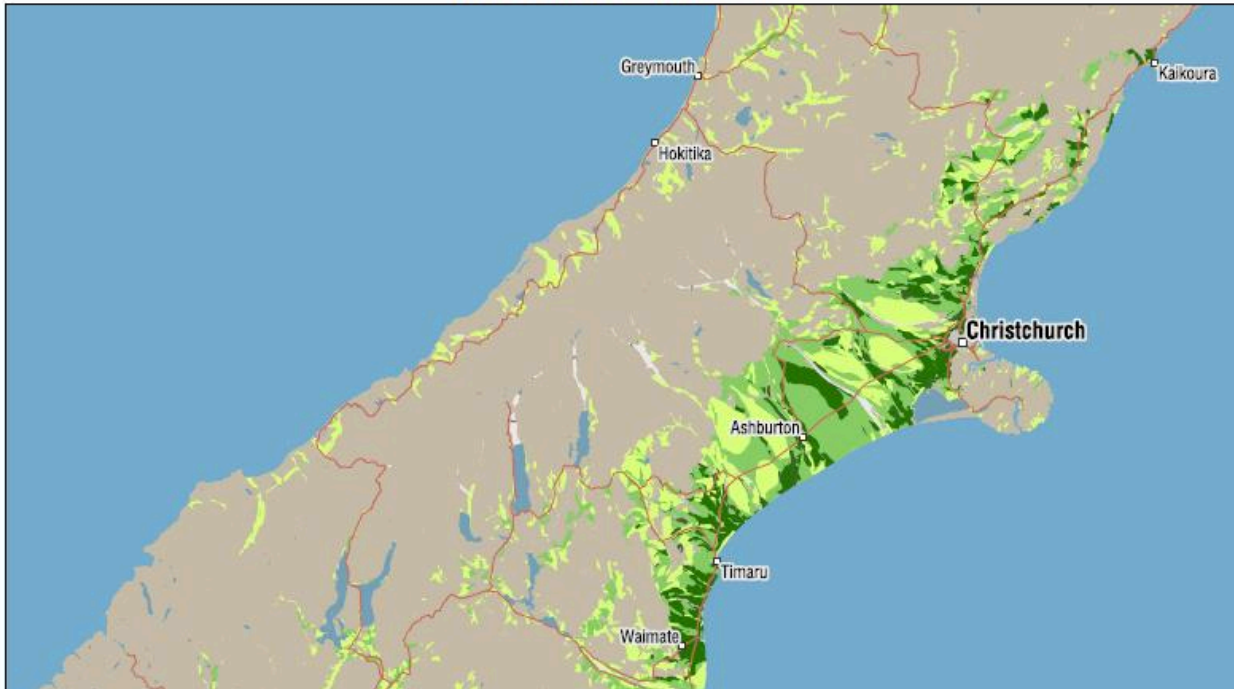 Greymouth
Kaikoura
Hokitika
Christchurch
Ashburton
Timaru
Waimate